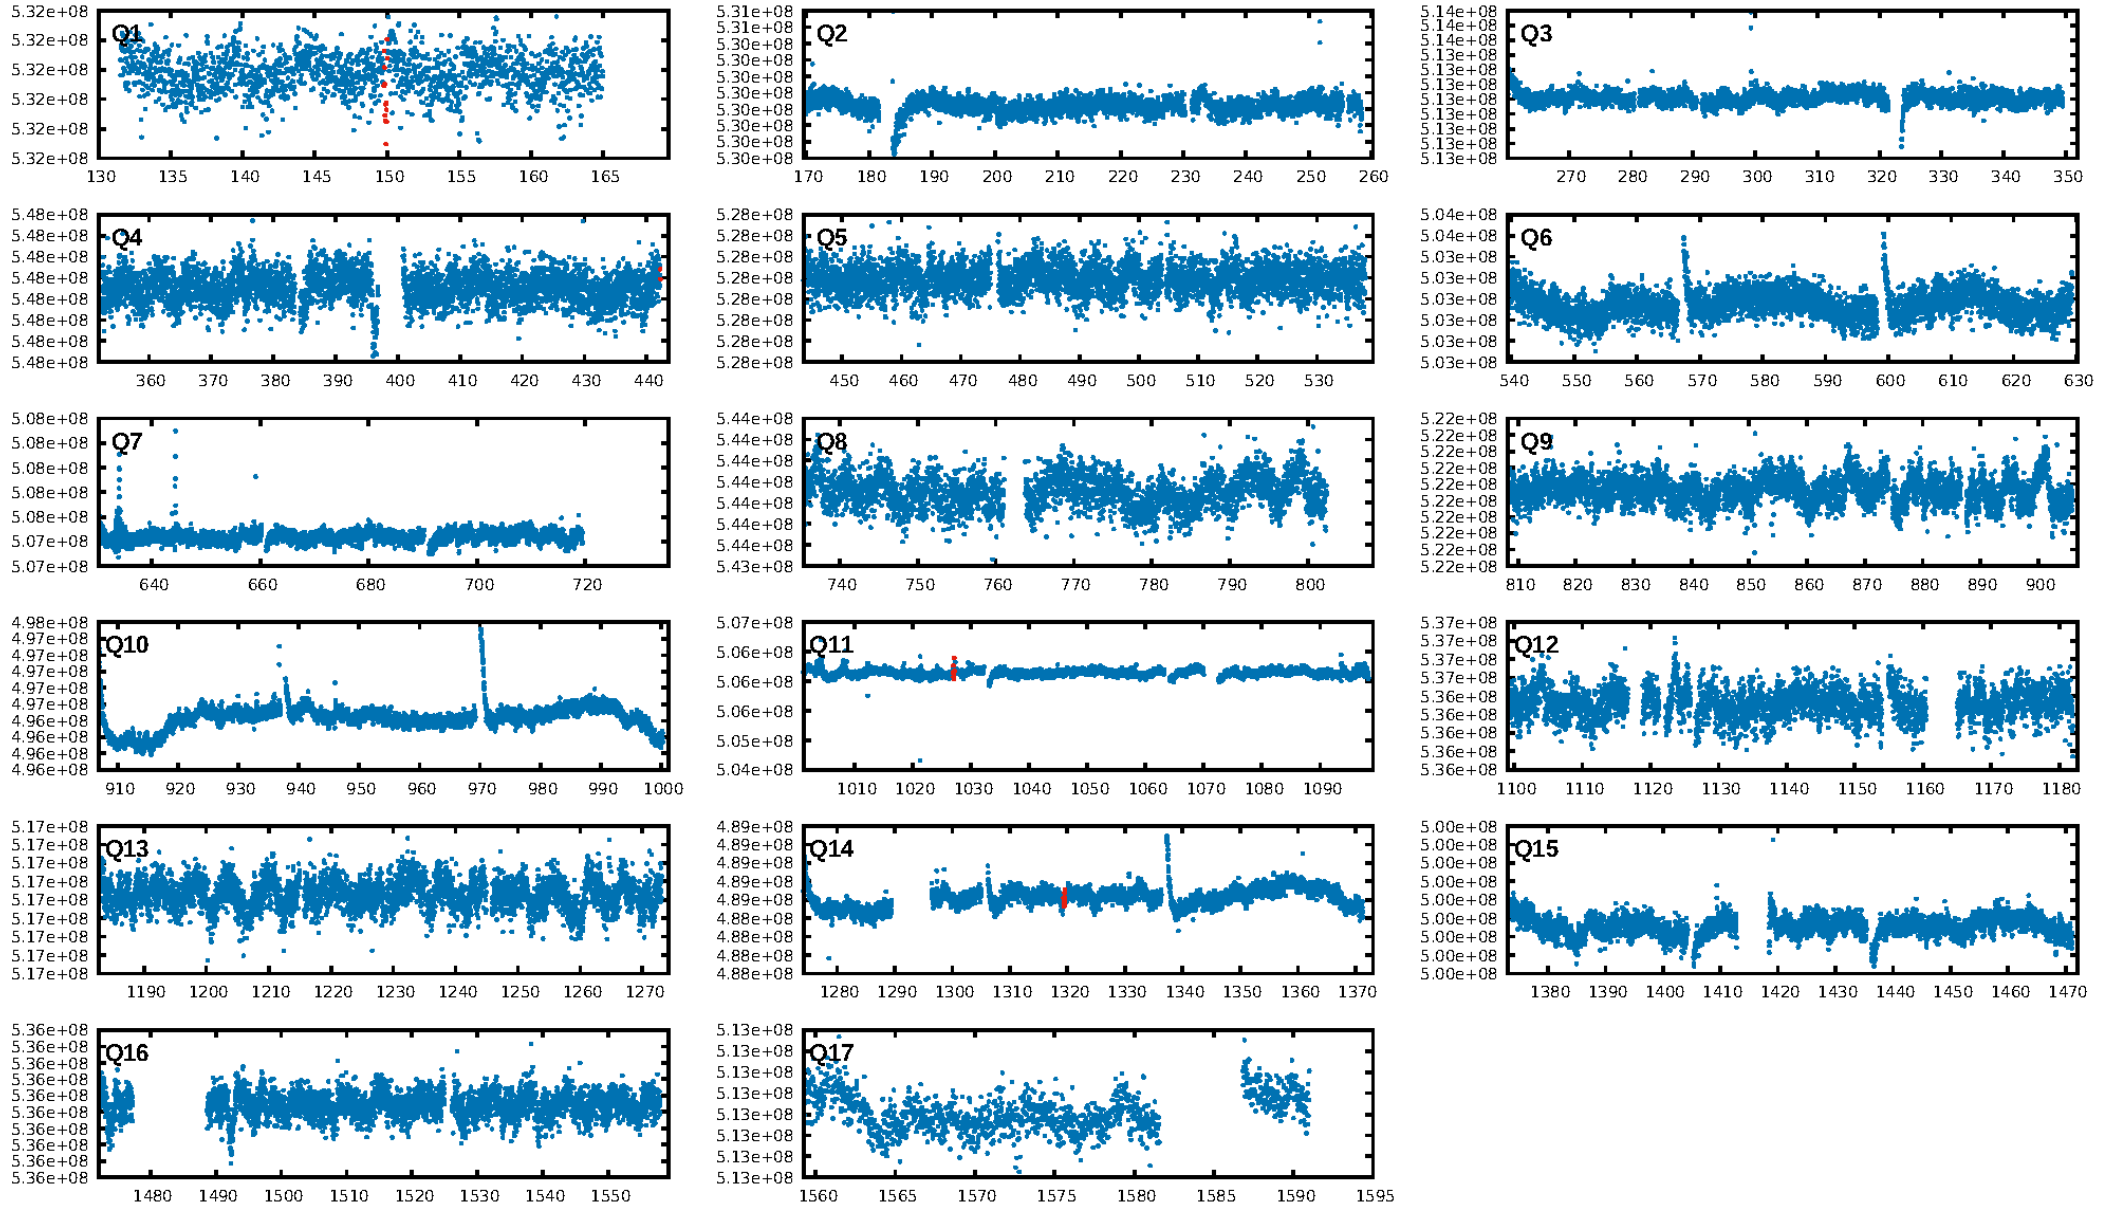 5.32e+08 5.32e+08 5.32e+08 5.32e+08 5.32e+08 5.32e+08
Q1
130 135 140 145 150 155 160 165
5.31e+08 5.31e+08 5.30e+08 5.30e+08 5.30e+08 5.30e+08 5.30e+08 5.30e+08 5.30e+08 5.30e+08
Q2
170 180 190 200 210 220 230 240 250 260
5.14e+08 5.14e+08 5.14e+08 5.13e+08 5.13e+08 5.13e+08 5.13e+08 5.13e+08 5.13e+08 5.13e+08 5.13e+08
Q3
270 280 290 300 310 320 330 340 350
5.48e+08 5.48e+08 5.48e+08 5.48e+08 5.48e+08 5.48e+08 5.48e+08 5.48e+08
Q4
360 370 380 390 400 410 420 430 440
5.28e+08 5.28e+08 5.28e+08 5.28e+08 5.28e+08 5.28e+08 5.28e+08 5.28e+08
Q5
450 460 470 480 490 500 510 520 530
5.04e+08 5.04e+08 5.03e+08 5.03e+08 5.03e+08 5.03e+08 5.03e+08 5.03e+08
Q6
540 550 560 570 580 590 600 610 620 630
5.08e+08 5.08e+08 5.08e+08 5.08e+08 5.08e+08 5.07e+08 5.07e+08
Q7
640 660 680 700 720
5.44e+08 5.44e+08 5.44e+08 5.44e+08 5.44e+08 5.44e+08 5.44e+08 5.43e+08
Q8
740 750 760 770 780 790 800
5.22e+08 5.22e+08 5.22e+08 5.22e+08 5.22e+08 5.22e+08 5.22e+08 5.22e+08 5.22e+08 5.22e+08
Q9
810 820 830 840 850 860 870 880 890 900
4.98e+08 4.97e+08 4.97e+08 4.97e+08 4.97e+08 4.97e+08 4.96e+08 4.96e+08 4.96e+08 4.96e+08
Q10
910 920 930 940 950 960 970 980 990 1000
5.07e+08 5.06e+08 5.06e+08 5.06e+08 5.05e+08 5.04e+08
Q11
1010 1020 1030 1040 1050 1060 1070 1080 1090
5.37e+08 5.37e+08 5.37e+08 5.37e+08 5.36e+08 5.36e+08 5.36e+08 5.36e+08 5.36e+08
Q12
1100 1110 1120 1130 1140 1150 1160 1170 1180
5.17e+08 5.17e+08 5.17e+08 5.17e+08 5.17e+08 5.17e+08 5.17e+08 5.17e+08 5.17e+08
Q13
1190 1200 1210 1220 1230 1240 1250 1260 1270
4.89e+08 4.89e+08 4.89e+08 4.89e+08 4.89e+08 4.88e+08 4.88e+08 4.88e+08 4.88e+08
Q14
1280 1290 1300 1310 1320 1330 1340 1350 1360 1370
5.00e+08 5.00e+08 5.00e+08 5.00e+08 5.00e+08 5.00e+08 5.00e+08 5.00e+08 5.00e+08
Q15
1380 1390 1400 1410 1420 1430 1440 1450 1460 1470
5.36e+08 5.36e+08 5.36e+08 5.36e+08 5.36e+08 5.36e+08 5.36e+08 5.36e+08 5.36e+08 5.36e+08
Q16
1480 1490 1500 1510 1520 1530 1540 1550
5.13e+08 5.13e+08 5.13e+08 5.13e+08 5.13e+08 5.13e+08 5.13e+08 5.13e+08
Q17
1560 1565 1570 1575 1580 1585 1590 1595